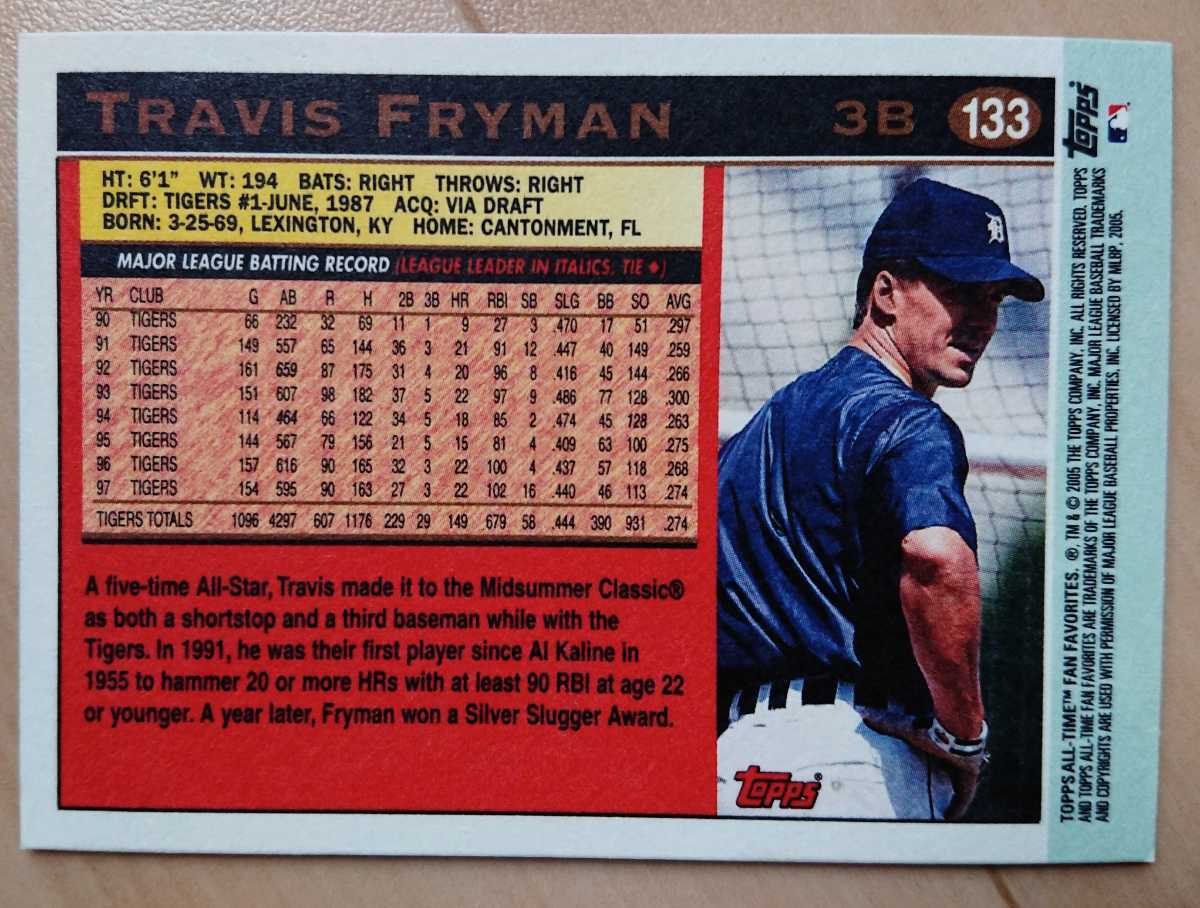 TRAVIS FRYMAN 3B 133
HT: 6'1" WT: 194 BATS: RIGHT THROWS: RIGHT
DRFT: TIGERS #1-JUNE, 1987 ACQ: VIA DRAFT
BORN: 3-25-69, LEXINGTON, KY HOME: CANTONMENT, FL
MAJOR LEAGUE BATTING RECORD (LEAGUE LEADER IN ITALICS, TIE ♦)
YR CLUB G AB R H 2B 3B HR RBI SB SLG BB SO AVG
90 TIGERS 66 232 32 69 11 1 9 27 3 .470 17 51 .297
91 TIGERS 149 557 65 144 36 3 21 91 12 .447 40 149 .259
92 TIGERS 161 659 87 175 31 4 20 96 8 .416 45 144 .266
93 TIGERS 151 607 98 182 37 5 22 97 9 .486 77 128 .300
94 TIGERS 114 464 66 122 34 5 18 85 2 .474 45 128 .263
95 TIGERS 144 567 79 156 21 5 15 81 4 .409 63 100 .275
96 TIGERS 157 616 90 165 32 3 22 100 4 .437 57 118 .268
97 TIGERS 154 595 90 163 27 3 22 102 16 .440 46 113 .274
TIGERS TOTALS 1096 4297 607 1176 229 29 149 679 58 .444 390 931 .274
A five-time All-Star, Travis made it to the Midsummer Classic®
as both a shortstop and a third baseman while with the
Tigers. In 1991, he was their first player since Al Kaline in
1955 to hammer 20 or more HRs with at least 90 RBI at age 22
or younger. A year later, Fryman won a Silver Slugger Award.
D
Topps®
Topps®
TOPPS ALL-TIME™ FAN FAVORITES. ®, TM & © 2005 THE TOPPS COMPANY, INC. ALL RIGHTS RESERVED. TOPPS
AND TOPPS ALL-TIME FAN FAVORITES ARE TRADEMARKS OF THE TOPPS COMPANY, INC. MAJOR LEAGUE BASEBALL TRADEMARKS
AND COPYRIGHTS ARE USED WITH PERMISSION OF MAJOR LEAGUE BASEBALL PROPERTIES, INC. LICENSED BY MLBP, 2005.